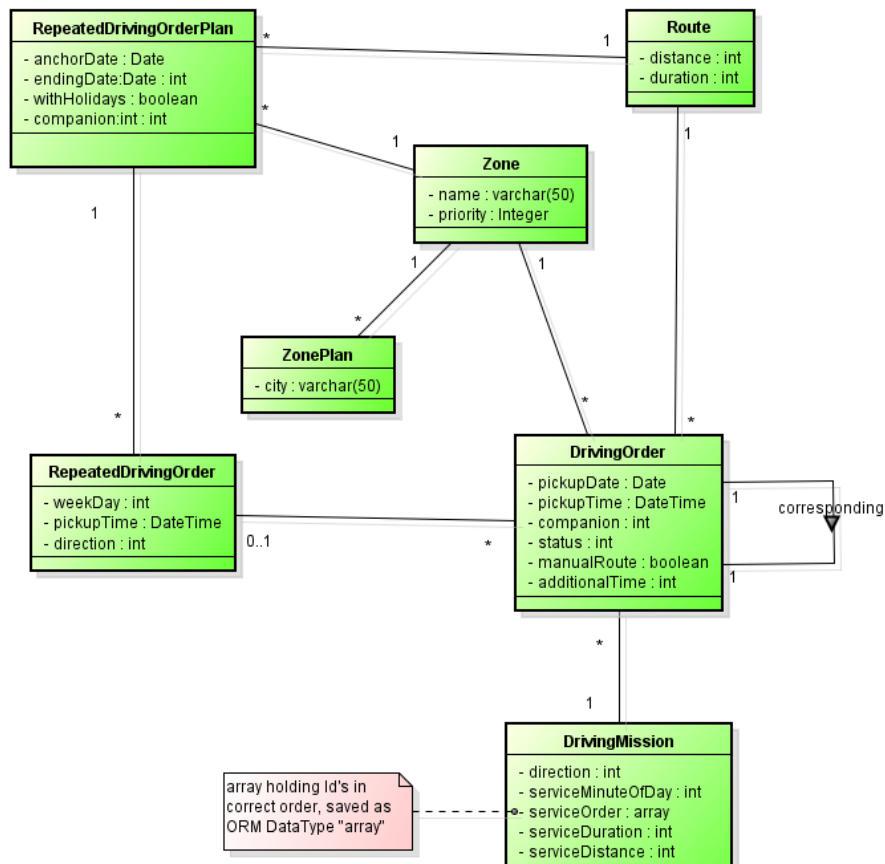 RepeatedDrivingOrderPlan
- anchorDate : Date
- endingDate:Date : int
- withHolidays : boolean
- companion:int : int
Route
- distance : int
- duration : int
*
1
*
1
1
1
Zone
- name : varchar(50)
- priority : Integer
1
1
*
ZonePlan
- city : varchar(50)
*
*
*
RepeatedDrivingOrder
- weekDay : int
- pickupTime : DateTime
- direction : int
0..1
*
DrivingOrder
- pickupDate : Date
- pickupTime : DateTime
- companion : int
- status : int
- manualRoute : boolean
- additionalTime : int
1
corresponding
1
*
1
DrivingMission
- direction : int
- serviceMinuteOfDay : int
- serviceOrder : array
- serviceDuration : int
- serviceDistance : int
array holding Id's in
correct order, saved as
ORM DataType "array"